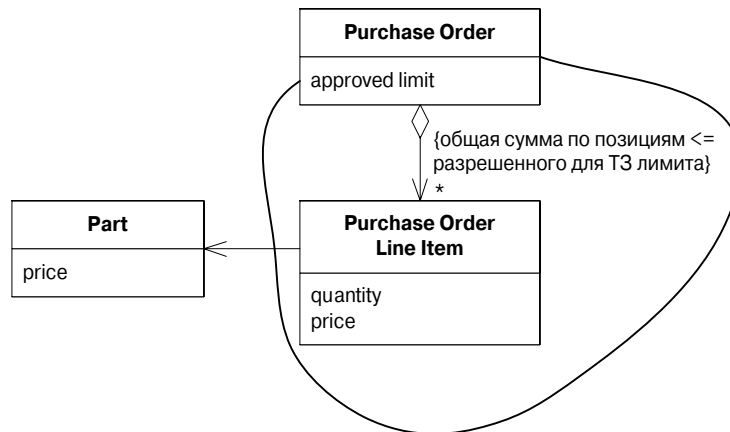 Purchase Order
approved limit
{общая сумма по позициям <=
разрешенного для ТЗ лимита}
*
Part
price
Purchase Order
Line Item
quantity
price